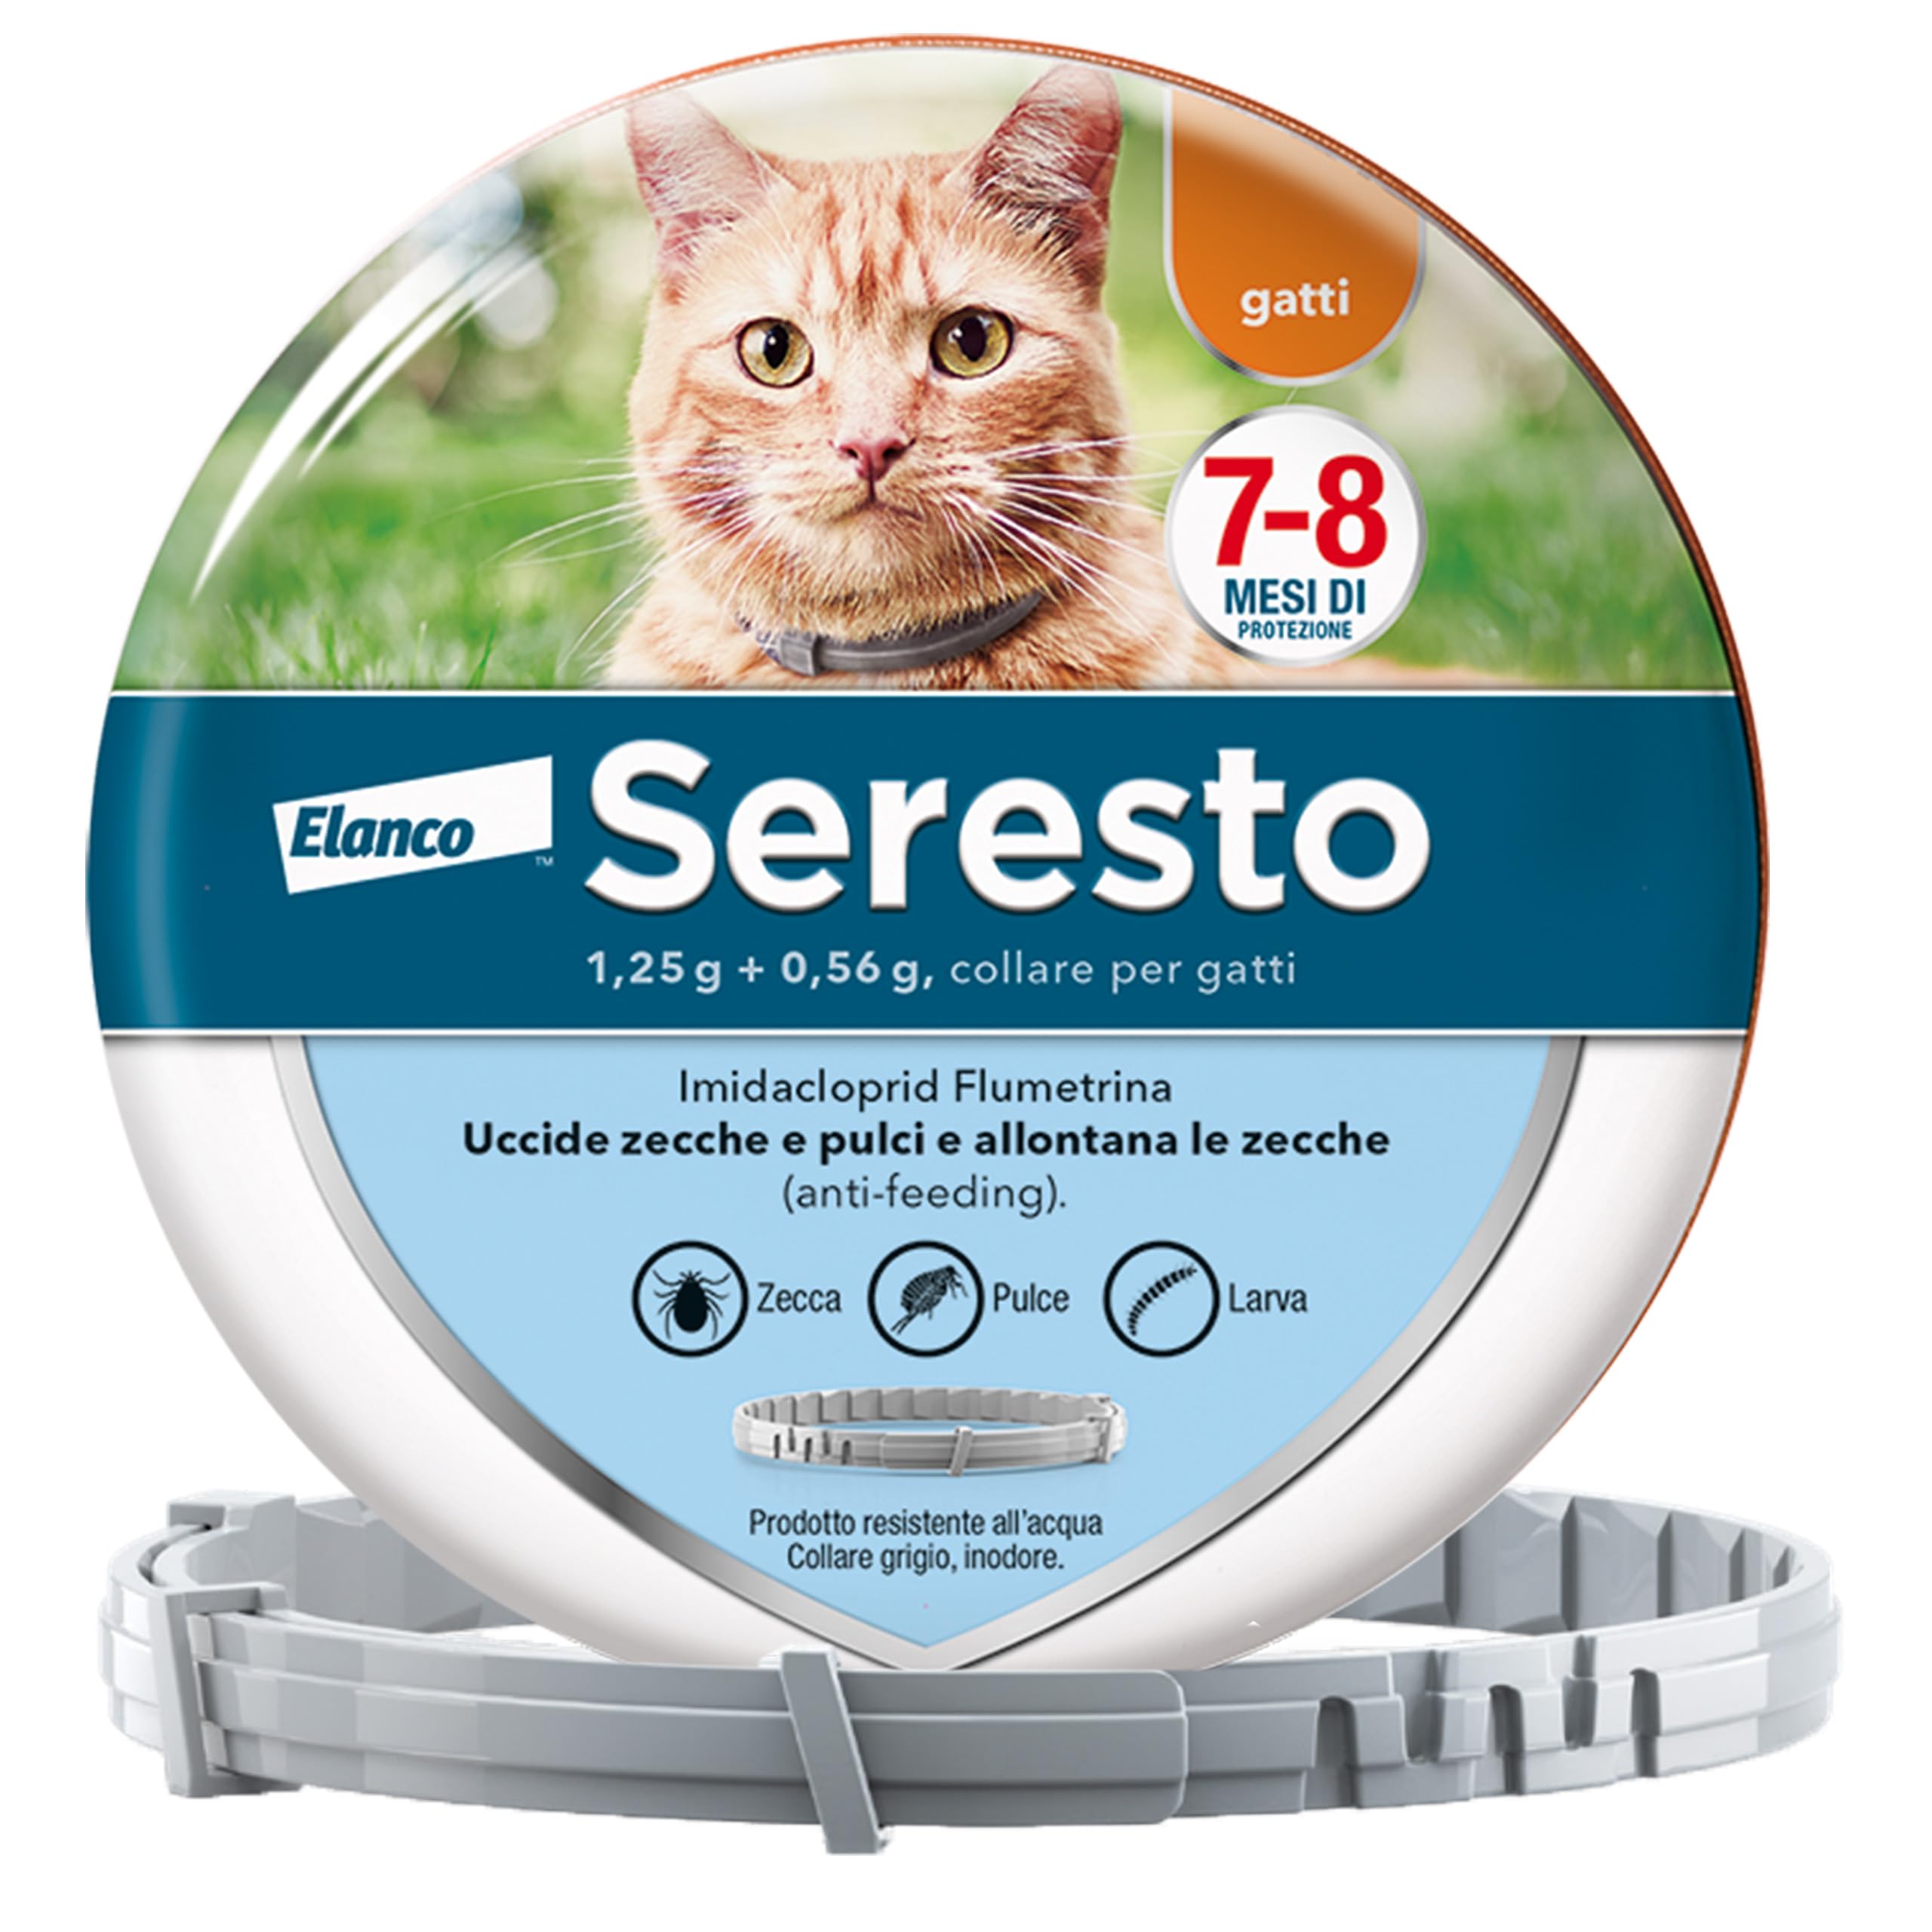 gatti
7-8
MESI DI
PROTEZIONE
Elanco™
Seresto
1,25 g + 0,56 g, collare per gatti
Imidacloprid Flumetrina
Uccide zecche e pulci e allontana le zecche
(anti-feeding).
Zecca Pulce Larva
Prodotto resistente all'acqua
Collare grigio, inodore.